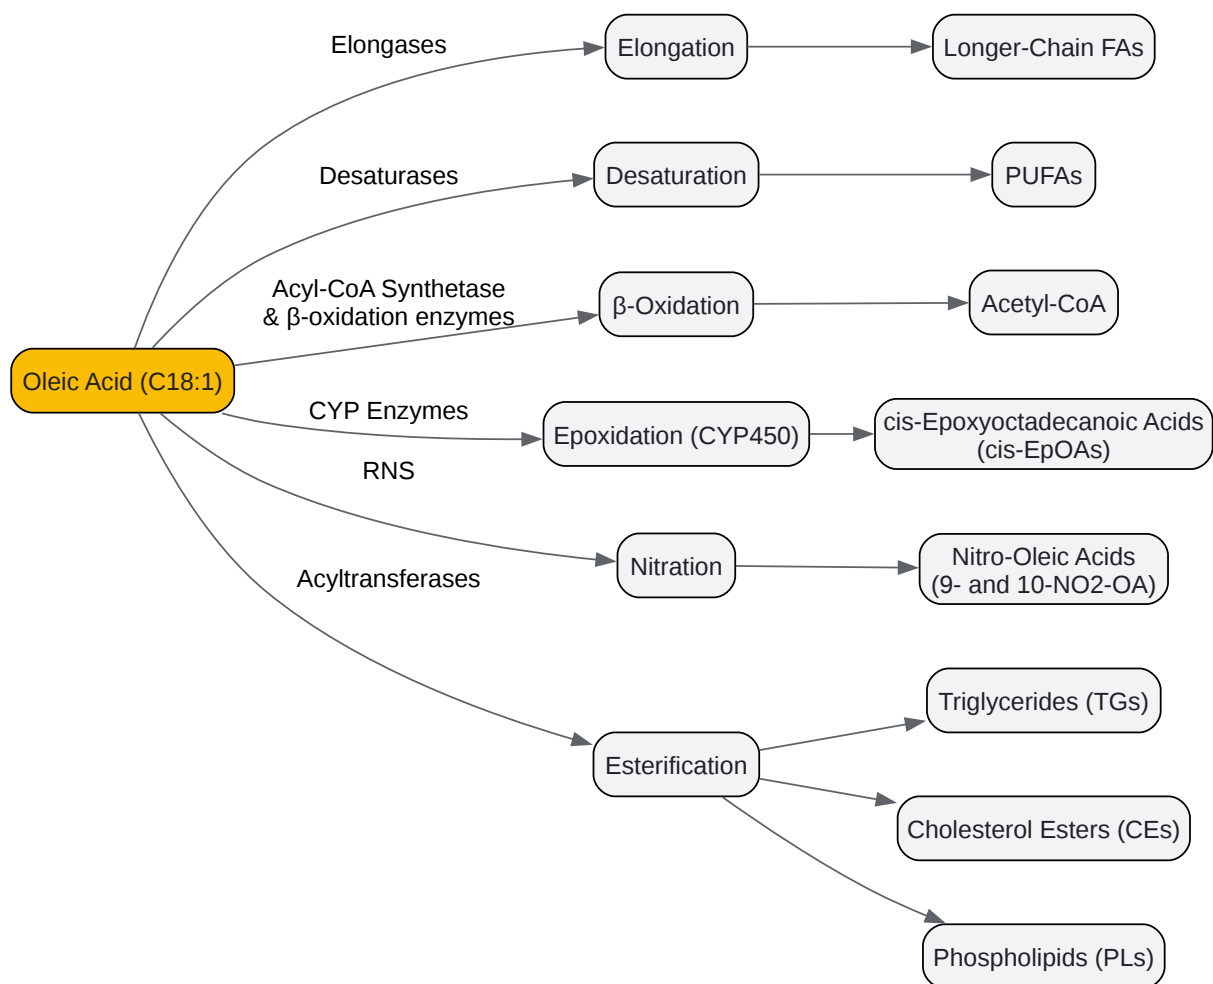 Elongases
Elongation
Longer-Chain FAs
Desaturases
Desaturation
PUFAs
Acyl-CoA Synthetase
& β-oxidation enzymes
β-Oxidation
Acetyl-CoA
Oleic Acid (C18:1)
CYP Enzymes
Epoxidation (CYP450)
cis-Epoxyoctadecanoic Acids
(cis-EpOAs)
RNS
Nitration
Nitro-Oleic Acids
(9- and 10-NO2-OA)
Acyltransferases
Esterification
Triglycerides (TGs)
Cholesterol Esters (CEs)
Phospholipids (PLs)